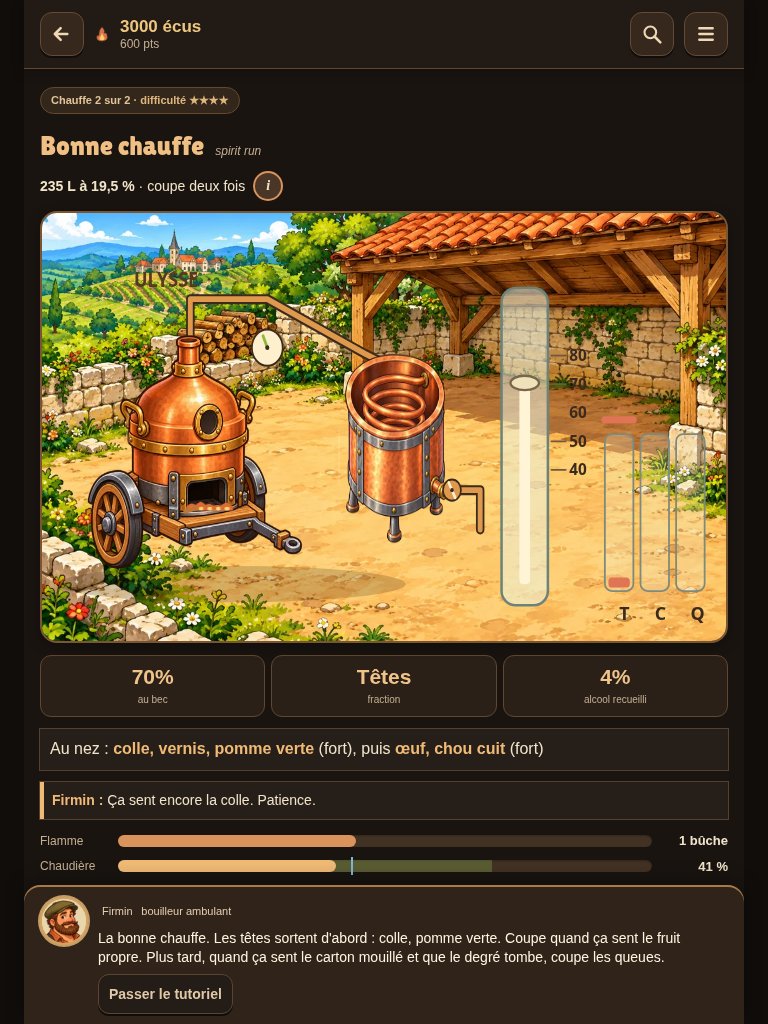 3000 écus
600 pts
Chauffe 2 sur 2 · difficulté ★★★★
Bonne chauffe spirit run
235 L à 19,5 % · coupe deux fois i
ULYSSE
80
70
60
50
40
T C Q
70%
au bec
Têtes
fraction
4%
alcool recueilli
Au nez : colle, vernis, pomme verte (fort), puis œuf, chou cuit (fort)
Firmin : Ça sent encore la colle. Patience.
Flamme 1 bûche
Chaudière 41 %
Firmin bouilleur ambulant
La bonne chauffe. Les têtes sortent d'abord : colle, pomme verte. Coupe quand ça sent le fruit
propre. Plus tard, quand ça sent le carton mouillé et que le degré tombe, coupe les queues.
Passer le tutoriel